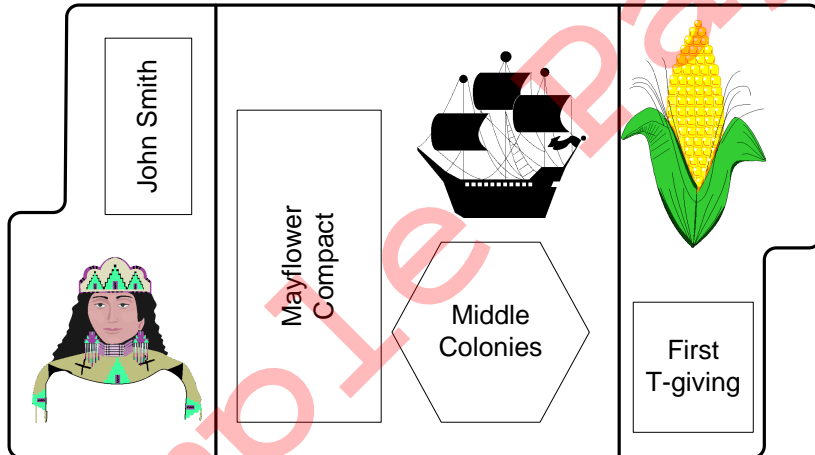 John Smith
Mayflower
Compact
Middle
Colonies
First
T-giving